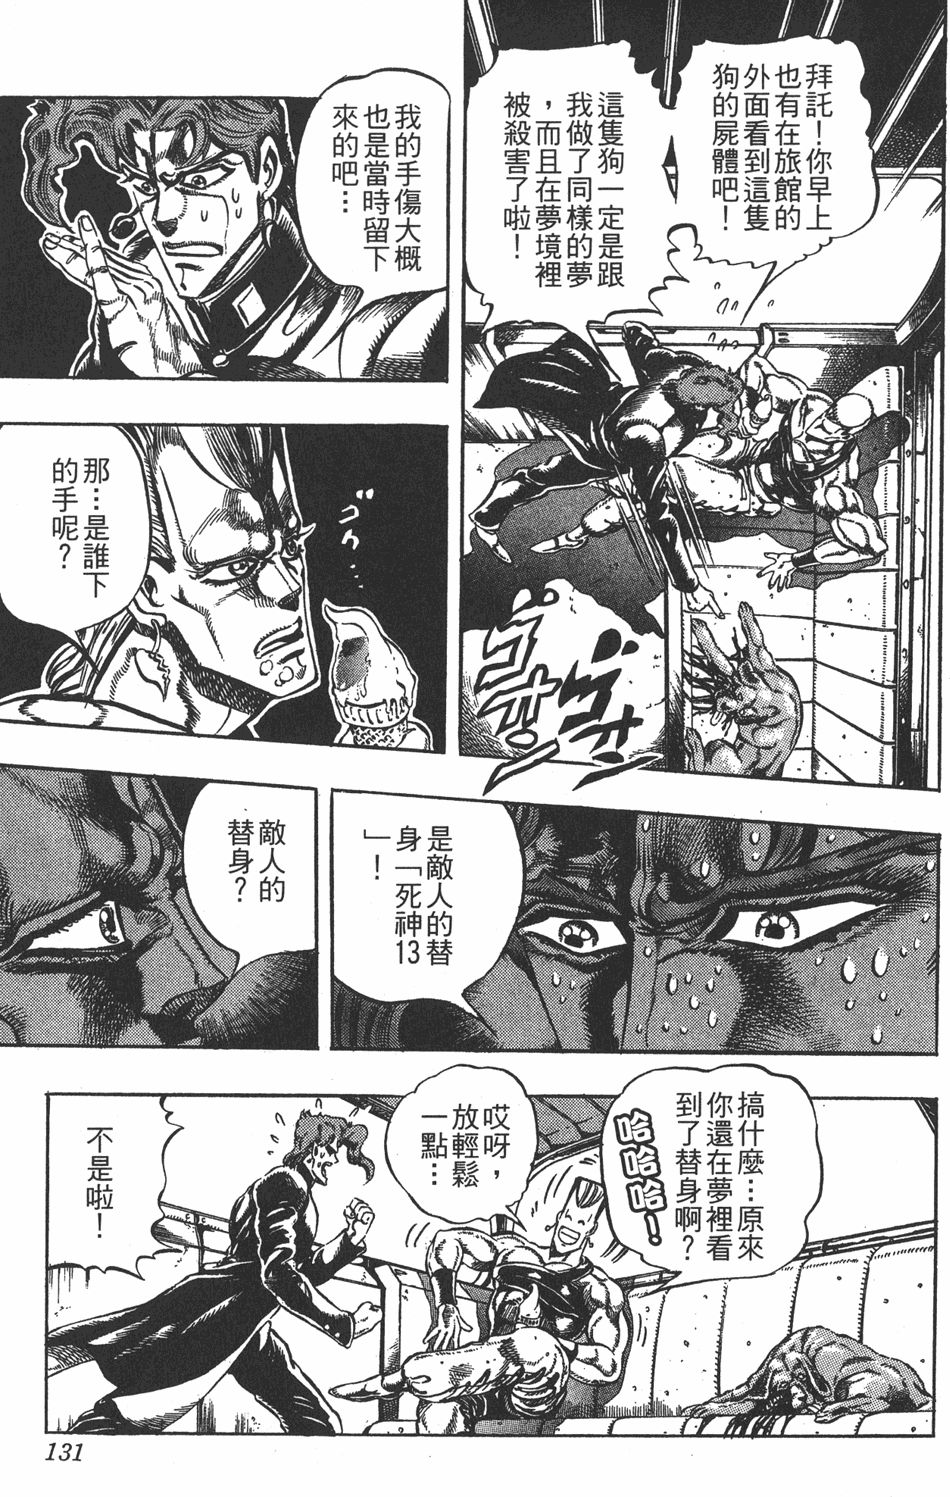 拜託！你早上
也有在旅館的
外面看到這隻
狗的屍體吧！
這隻狗一定是跟
我做了同樣的夢
，而且在夢境裡
被殺害了啦！
我的手傷大概
也是當時留下
來的吧…
ゴク…
那…是誰下
的手呢？
是敵人的替
身「死神13
」！
敵人的
替身？
搞什麼…原來
你還在夢裡看
到了替身啊？
哈哈哈！
哎呀，
放輕鬆
一點…
不是啦！
131